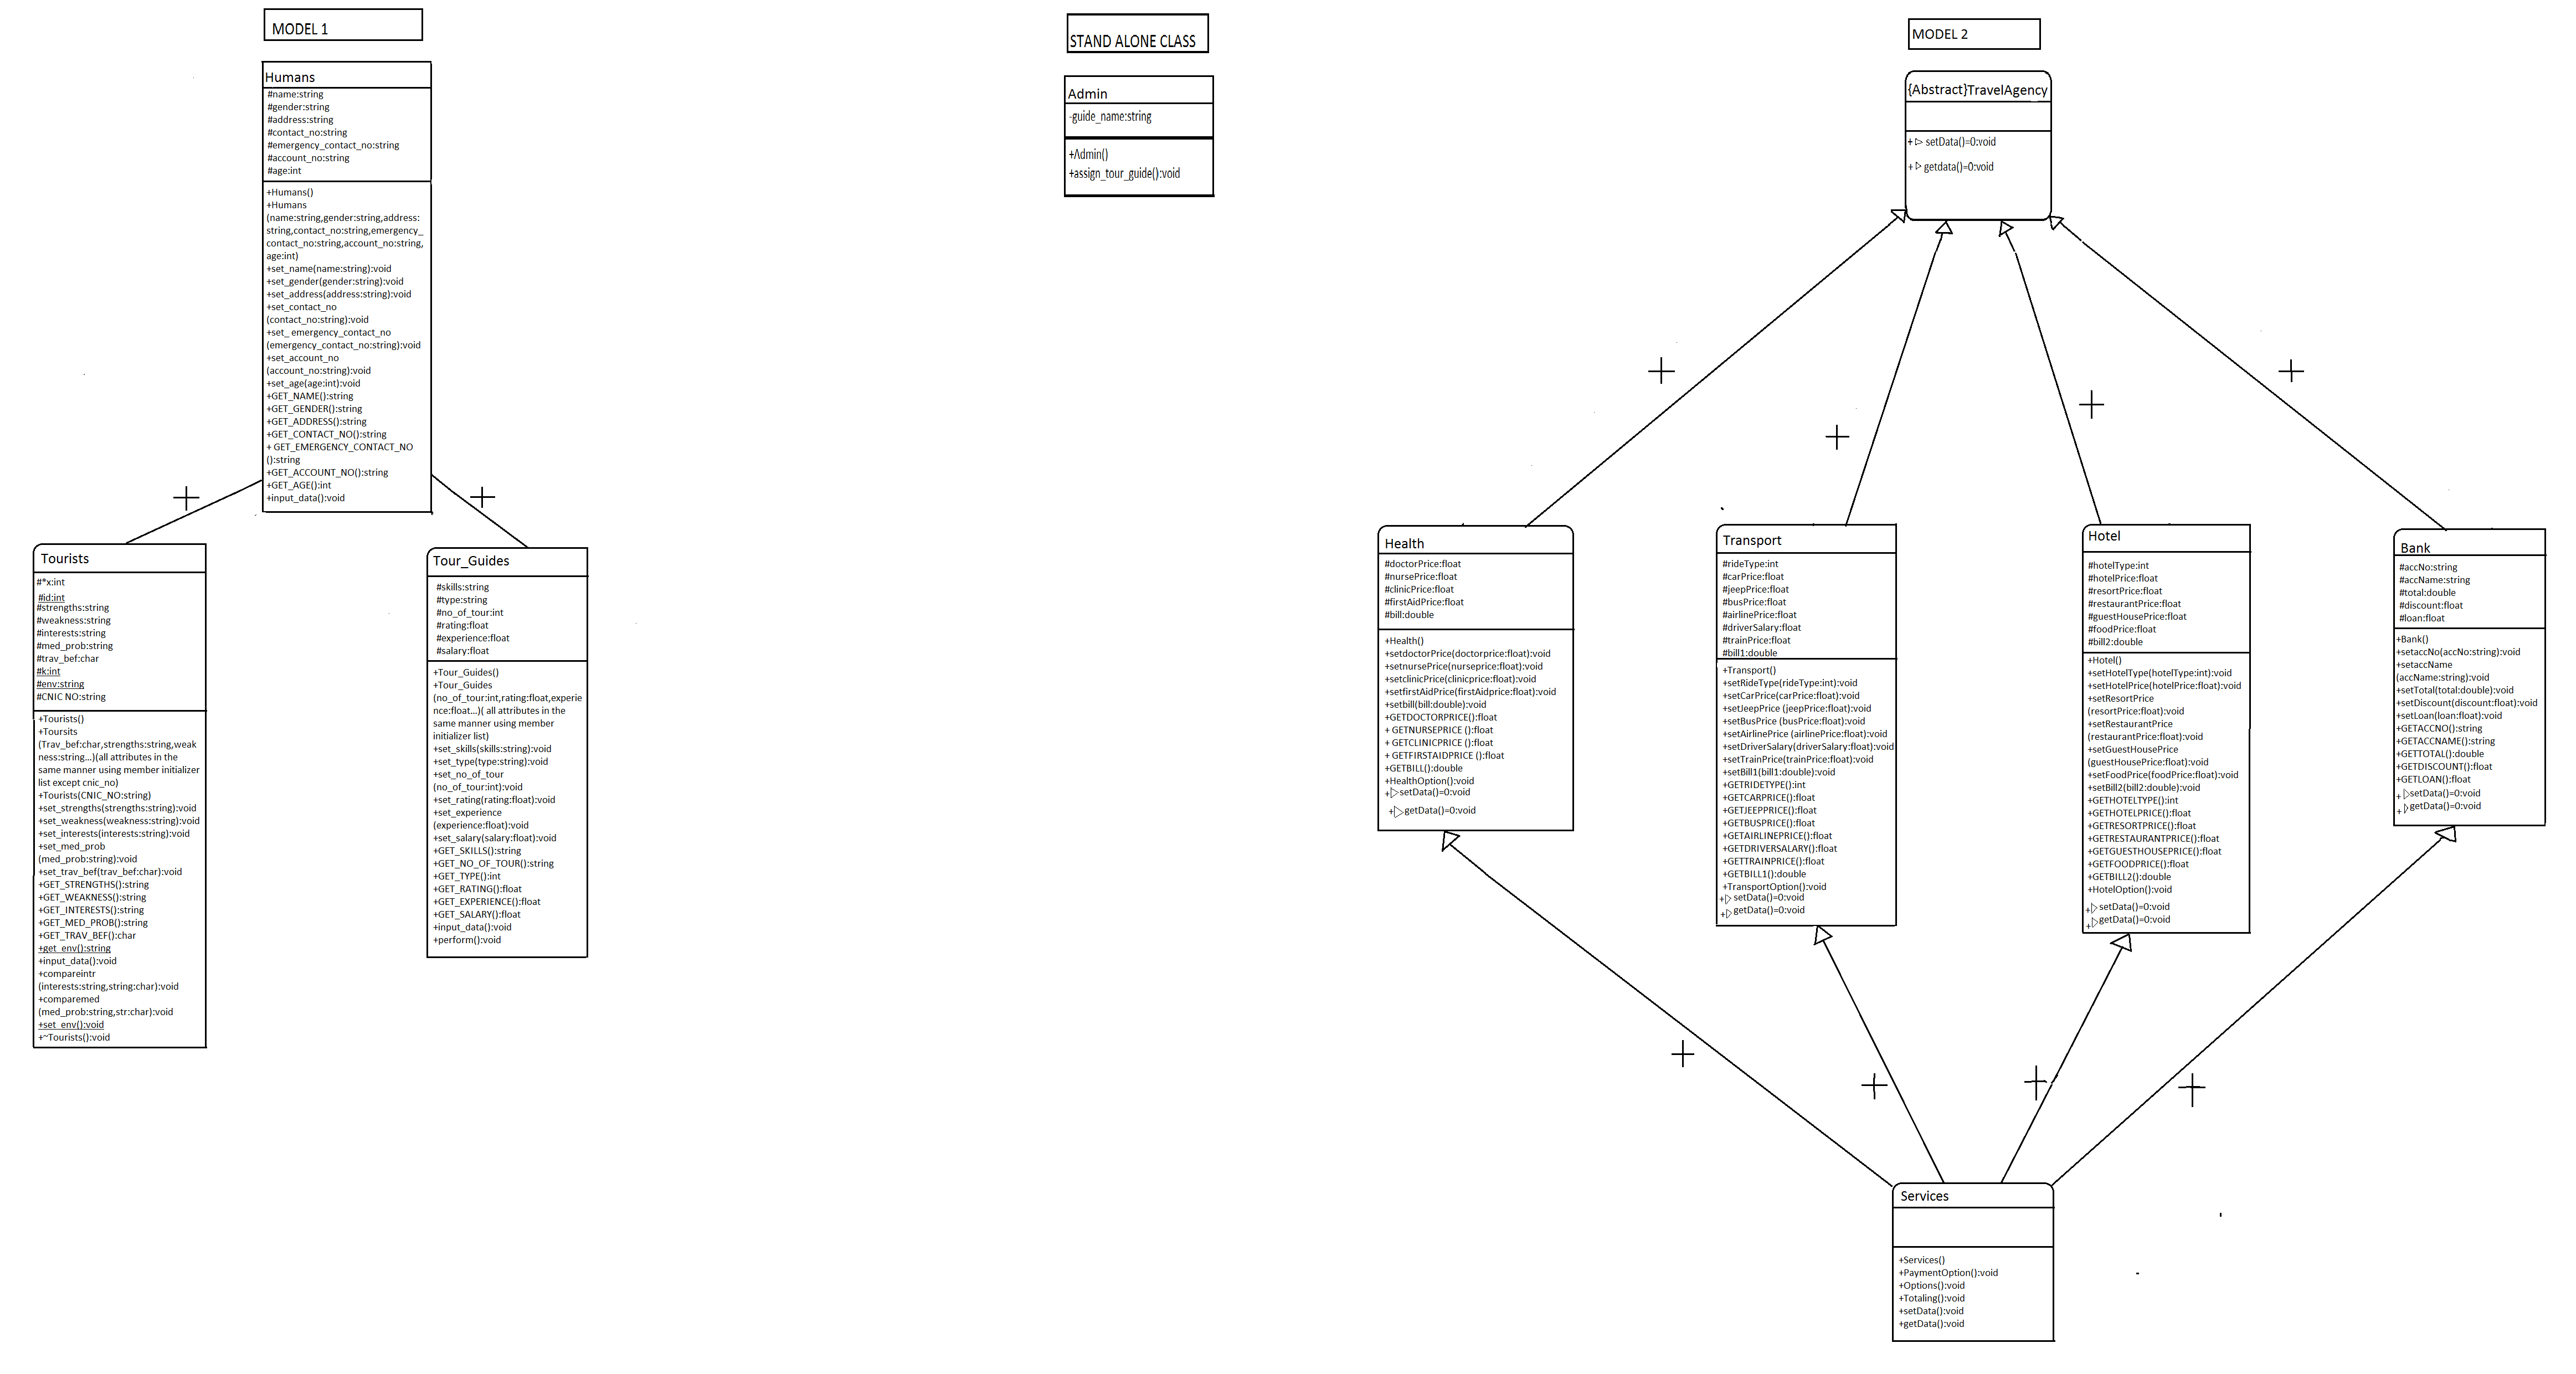 MODEL 1
Humans
#name:string
#gender:string
#address:string
#contact_no:string
#emergency_contact_no:string
#account_no:string
#age:int
+Humans()
+Humans
(name:string,gender:string,address:
string,contact_no:string,emergency_
contact_no:string,account_no:string,
age:int)
+set_name(name:string):void
+set_gender(gender:string):void
+set_address(address:string):void
+set_contact_no
(contact_no:string):void
+set_ emergency_contact_no
(emergency_contact_no:string):void
+set_account_no
(account_no:string):void
+set_age(age:int):void
+GET_NAME():string
+GET_GENDER():string
+GET_ADDRESS():string
+GET_CONTACT_NO():string
+ GET_EMERGENCY_CONTACT_NO
():string
+GET_ACCOUNT_NO():string
+GET_AGE():int
+input_data():void
+
+
Tourists
#*x:int
#id:int
#strengths:string
#weakness:string
#interests:string
#med_prob:string
#trav_bef:char
#k:int
#env:string
#CNIC NO:string
+Tourists()
+Toursits
(Trav_bef:char,strengths:string,weak
ness:string...)(all attributes in the
same manner using member initializer
list except cnic_no)
+Tourists(CNIC_NO:string)
+set_strengths(strengths:string):void
+set_weakness(weakness:string):void
+set_interests(interests:string):void
+set_med_prob
(med_prob:string):void
+set_trav_bef(trav_bef:char):void
+GET_STRENGTHS():string
+GET_WEAKNESS():string
+GET_INTERESTS():string
+GET_MED_PROB():string
+GET_TRAV_BEF():char
+get_env():string
+input_data():void
+compareintr
(interests:string,string:char):void
+comparemed
(med_prob:string,str:char):void
+set_env():void
+~Tourists():void
Tour_Guides
#skills:string
#type:string
#no_of_tour:int
#rating:float
#experience:float
#salary:float
+Tour_Guides()
+Tour_Guides
(no_of_tour:int,rating:float,experie
nce:float...)( all attributes in the
same manner using member
initializer list)
+set_skills(skills:string):void
+set_type(type:string):void
+set_no_of_tour
(no_of_tour:int):void
+set_rating(rating:float):void
+set_experience
(experience:float):void
+set_salary(salary:float):void
+GET_SKILLS():string
+GET_NO_OF_TOUR():string
+GET_TYPE():int
+GET_RATING():float
+GET_EXPERIENCE():float
+GET_SALARY():float
+input_data():void
+perform():void
STAND ALONE CLASS
Admin
-guide_name:string
+Admin()
+assign_tour_guide():void
MODEL 2
{Abstract}TravelAgency
+▷ setData()=0:void
+▷ getdata()=0:void
+
+
+
+
Health
#doctorPrice:float
#nursePrice:float
#clinicPrice:float
#firstAidPrice:float
#bill:double
+Health()
+setdoctorPrice(doctorprice:float):void
+setnursePrice(nurseprice:float):void
+setclinicPrice(clinicprice:float):void
+setfirstAidPrice(firstAidprice:float):void
+setbill(bill:double):void
+GETDOCTORPRICE():float
+ GETNURSEPRICE ():float
+ GETCLINICPRICE ():float
+ GETFIRSTAIDPRICE ():float
+GETBILL():double
+HealthOption():void
+▷setData()=0:void
+▷getData()=0:void
Transport
#rideType:int
#carPrice:float
#jeepPrice:float
#busPrice:float
#airlinePrice:float
#driverSalary:float
#trainPrice:float
#bill1:double
+Transport()
+setRideType(rideType:int):void
+setCarPrice(carPrice:float):void
+setJeepPrice (jeepPrice:float):void
+setBusPrice (busPrice:float):void
+setAirlinePrice (airlinePrice:float):void
+setDriverSalary(driverSalary:float):void
+setTrainPrice(trainPrice:float):void
+setBill1(bill1:double):void
+GETRIDETYPE():int
+GETCARPRICE():float
+GETJEEPPRICE():float
+GETBUSPRICE():float
+GETAIRLINEPRICE():float
+GETDRIVERSALARY():float
+GETTRAINPRICE():float
+GETBILL1():double
+TransportOption():void
+▷ setData()=0:void
+▷ getData()=0:void
Hotel
#hotelType:int
#hotelPrice:float
#resortPrice:float
#restaurantPrice:float
#guestHousePrice:float
#foodPrice:float
#bill2:double
+Hotel()
+setHotelType(hotelType:int):void
+setHotelPrice(hotelPrice:float):void
+setResortPrice
(resortPrice:float):void
+setRestaurantPrice
(restaurantPrice:float):void
+setGuestHousePrice
(guestHousePrice:float):void
+setFoodPrice(foodPrice:float):void
+setBill2(bill2:double):void
+GETHOTELTYPE():int
+GETHOTELPRICE():float
+GETRESORTPRICE():float
+GETRESTAURANTPRICE():float
+GETGUESTHOUSEPRICE():float
+GETFOODPRICE():float
+GETBILL2():double
+HotelOption():void
+▷ setData()=0:void
+▷ getData()=0:void
Bank
#accNo:string
#accName:string
#total:double
#discount:float
#loan:float
+Bank()
+setaccNo(accNo:string):void
+setaccName
(accName:string):void
+setTotal(total:double):void
+setDiscount(discount:float):void
+setLoan(loan:float):void
+GETACCNO():string
+GETACCNAME():string
+GETTOTAL():double
+GETDISCOUNT():float
+GETLOAN():float
+▷setData()=0:void
+▷getData()=0:void
+
+
+
+
Services
+Services()
+PaymentOption():void
+Options():void
+Totaling():void
+setData():void
+getData():void